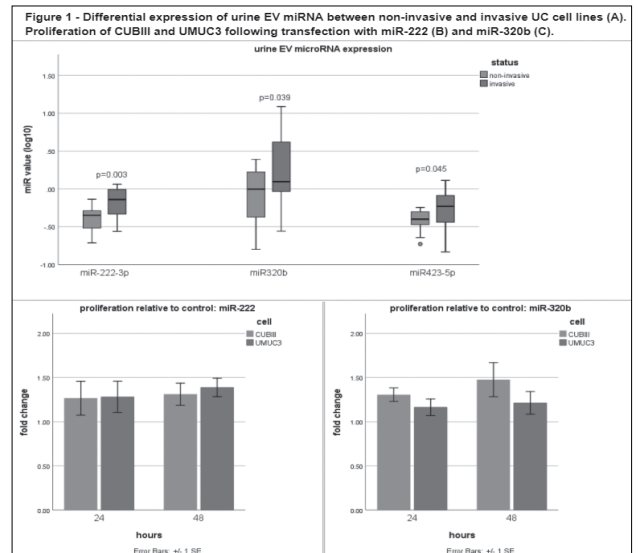 Figure 1 - Differential expression of urine EV miRNA between non-invasive and invasive UC cell lines (A).
Proliferation of CUBIII and UMUC3 following transfection with miR-222 (B) and miR-320b (C).
urine EV microRNA expression
status
non-invasive
invasive
miR value (log10)
1.50
1.00
.50
.00
-.50
-1.00
p=0.003
p=0.039
p=0.045
miR-222-3p
miR320b
miR423-5p
proliferation relative to control: miR-222
cell
CUBIII
UMUC3
fold change
2.00
1.50
1.00
0.50
0.00
24
48
hours
Error Bars: +/- 1 SE
proliferation relative to control: miR-320b
cell
CUBIII
UMUC3
fold change
2.00
1.50
1.00
0.50
0.00
24
48
hours
Error Bars: +/- 1 SE